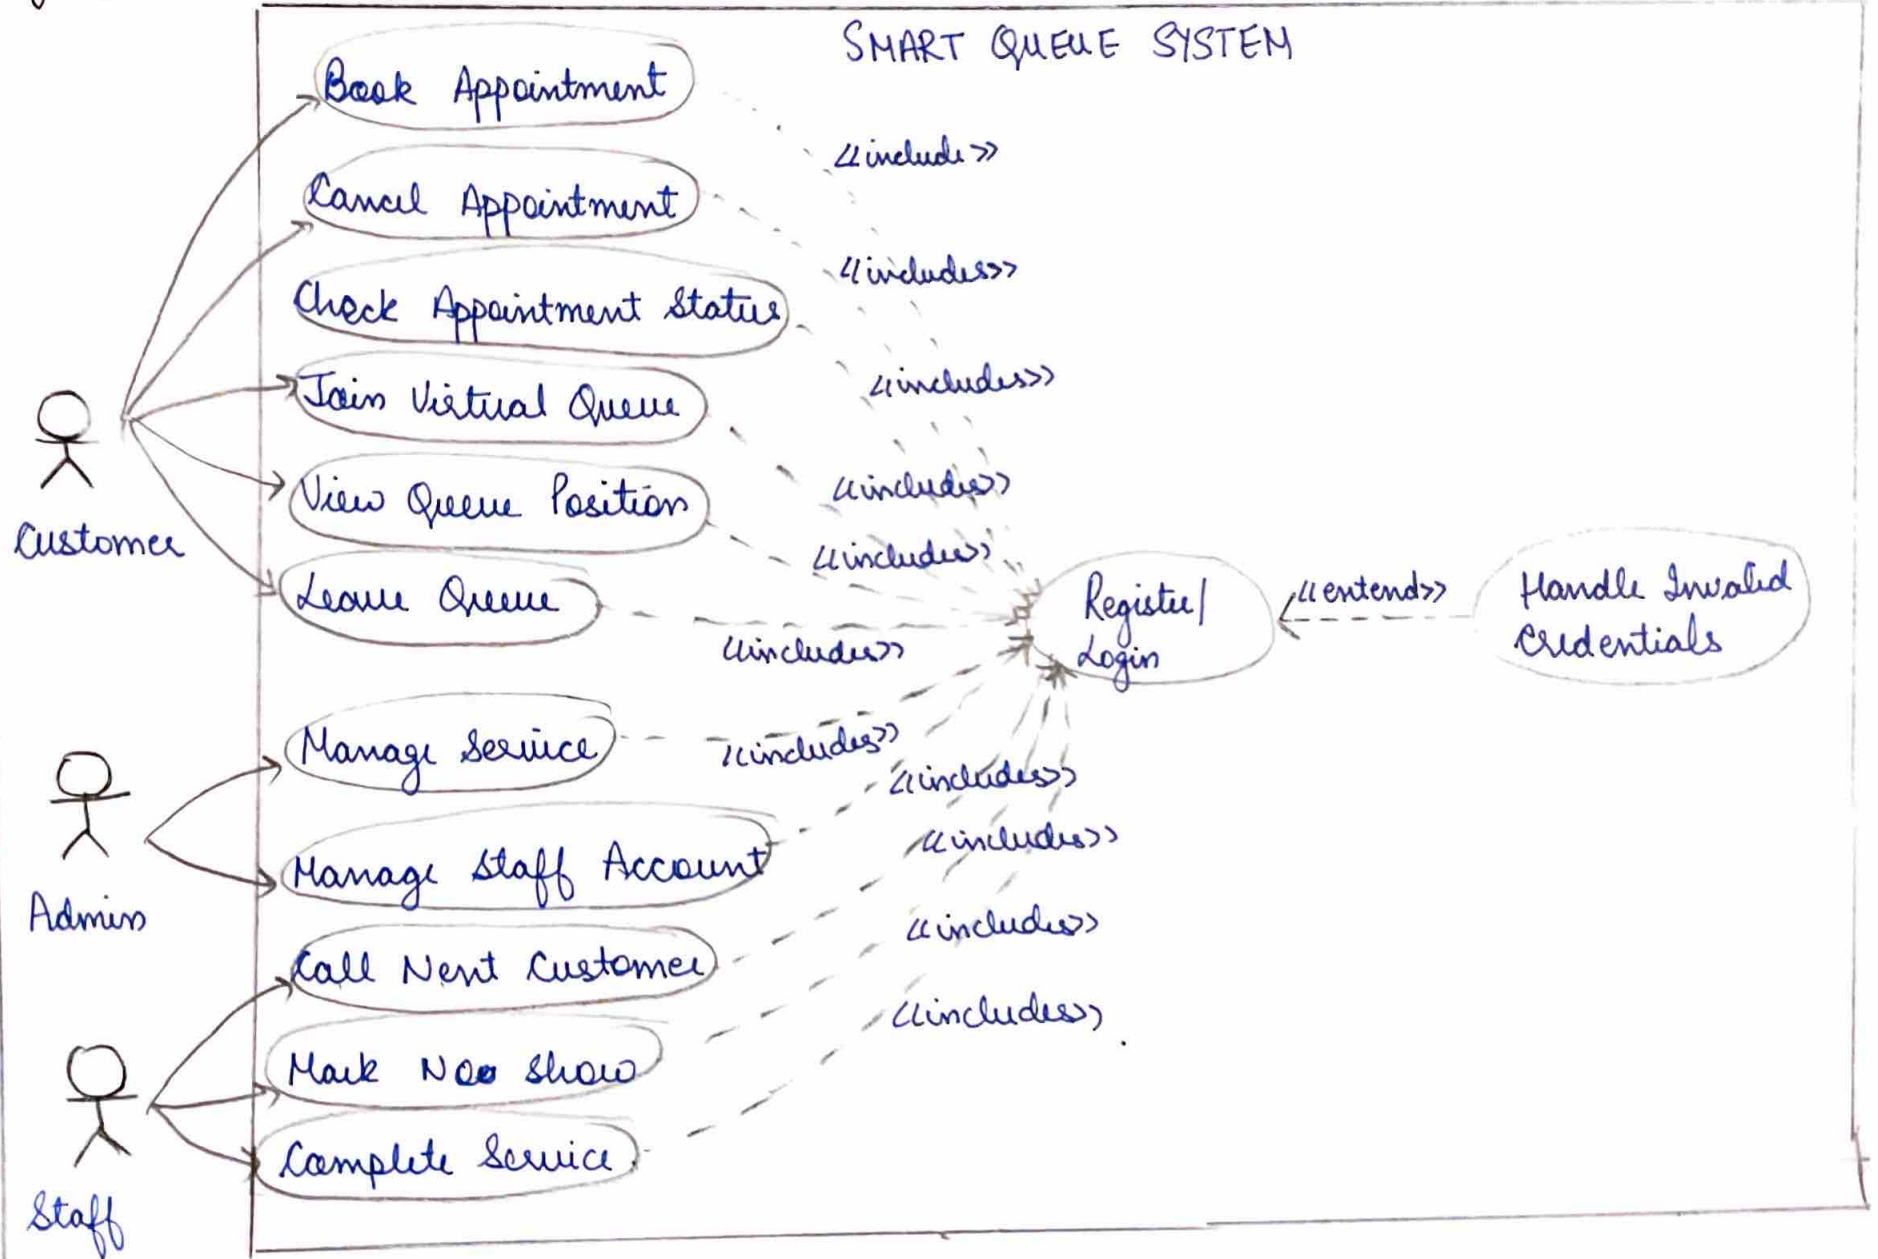 SMART QUEUE SYSTEM
Book Appointment
<<include>>
Cancel Appointment
<<includes>>
Check Appointment Status
<<includes>>
Join Virtual Queue
<<includes>>
View Queue Position
<<includes>>
Customer
Leave Queue
<<includes>>
Register/
Login
<<extend>>
Handle Invalid
Credentials
Manage Service
<<includes>>
<<includes>>
Manage Staff Account
<<includes>>
Admin
Call Next Customer
<<includes>>
Mark No Show
<<includes>>
Complete Service
Staff